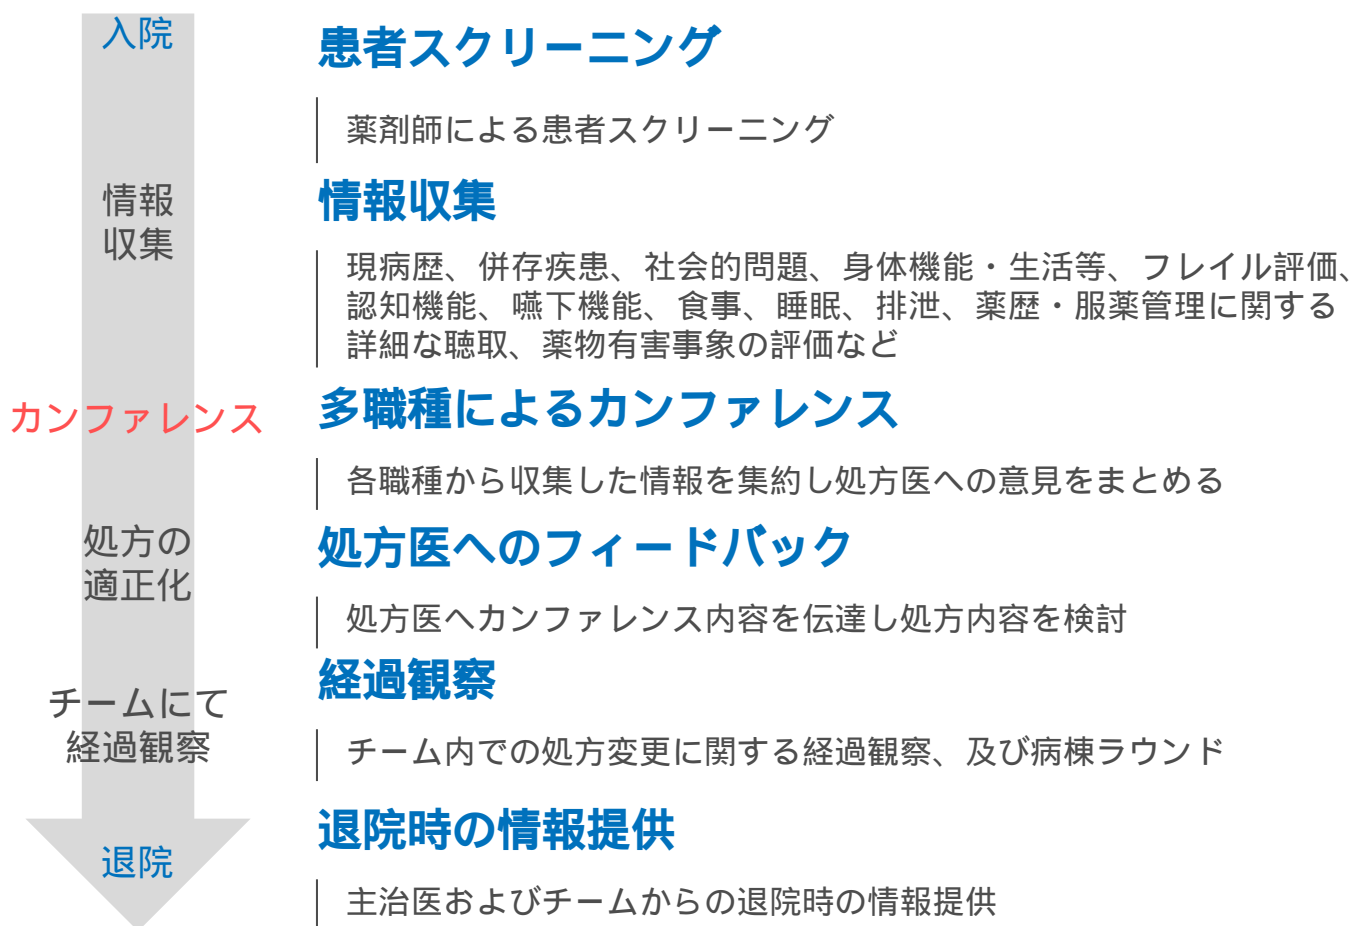 入院
患者スクリーニング
薬剤師による患者スクリーニング
情報
収集
情報収集
現病歴、併存疾患、社会的問題、身体機能・生活等、フレイル評価、
認知機能、嚥下機能、食事、睡眠、排泄、薬歴・服薬管理に関する
詳細な聴取、薬物有害事象の評価など
カンファレンス
多職種によるカンファレンス
各職種から収集した情報を集約し処方医への意見をまとめる
処方の
適正化
処方医へのフィードバック
処方医へカンファレンス内容を伝達し処方内容を検討
チームにて
経過観察
経過観察
チーム内での処方変更に関する経過観察、及び病棟ラウンド
退院
退院時の情報提供
主治医およびチームからの退院時の情報提供